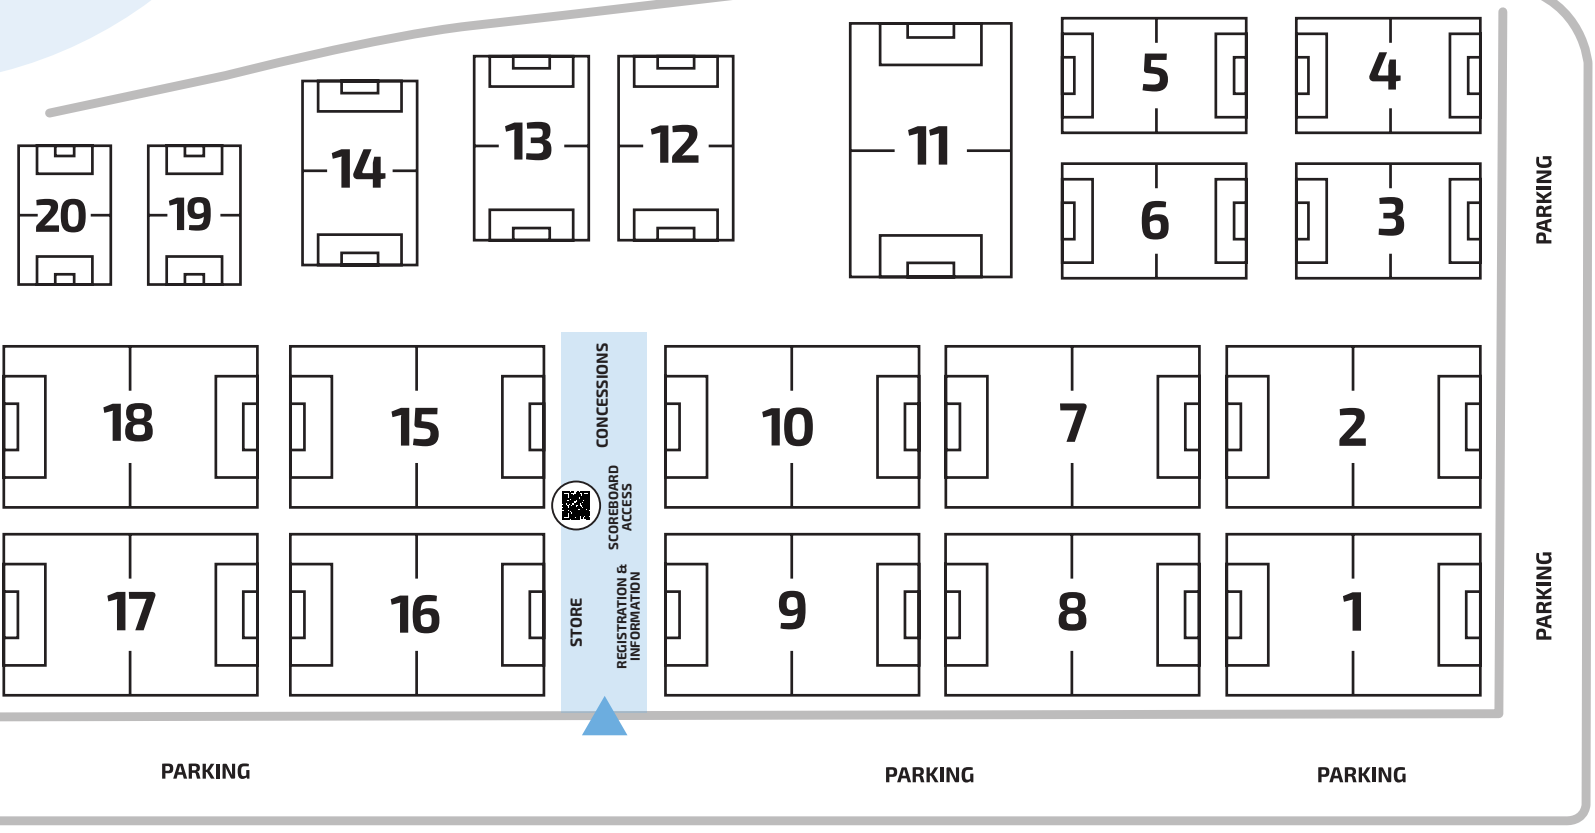 5
4
14
13
12
11
PARKING
20
19
6
3
18
15
CONCESSIONS
10
7
2
SCOREBOARD
ACCESS
17
16
STORE
REGISTRATION &
INFORMATION
9
8
1
PARKING
PARKING
PARKING
PARKING